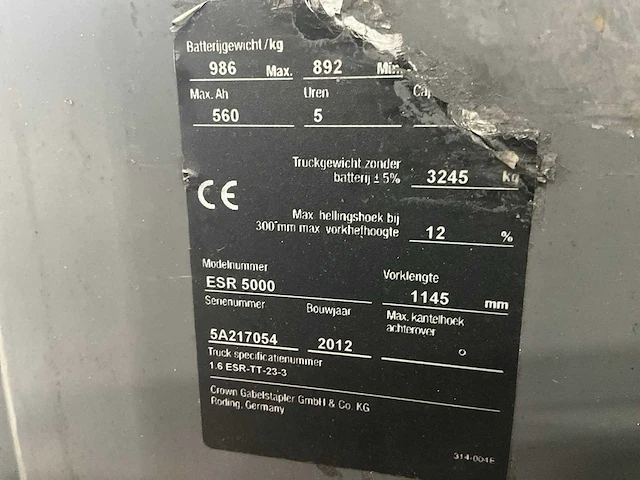 Batterijgewicht/kg
986 Max. 892 Min.
Max. Ah Uren Cap
560 5
Truckgewicht zonder
batterij ± 5% 3245 kg
CE
Max. hellingshoek bij
300 mm max. vorkhefhoogte 12 %
Modelnummer Vorklengte
ESR 5000 1145 mm
Serienummer Bouwjaar Max. kantelhoek
achterover
5A217054 2012 °
Truck specificatienummer
1.6 ESR-TT-23-3
Crown Gabelstapler GmbH & Co. KG
Roding, Germany
314-004E